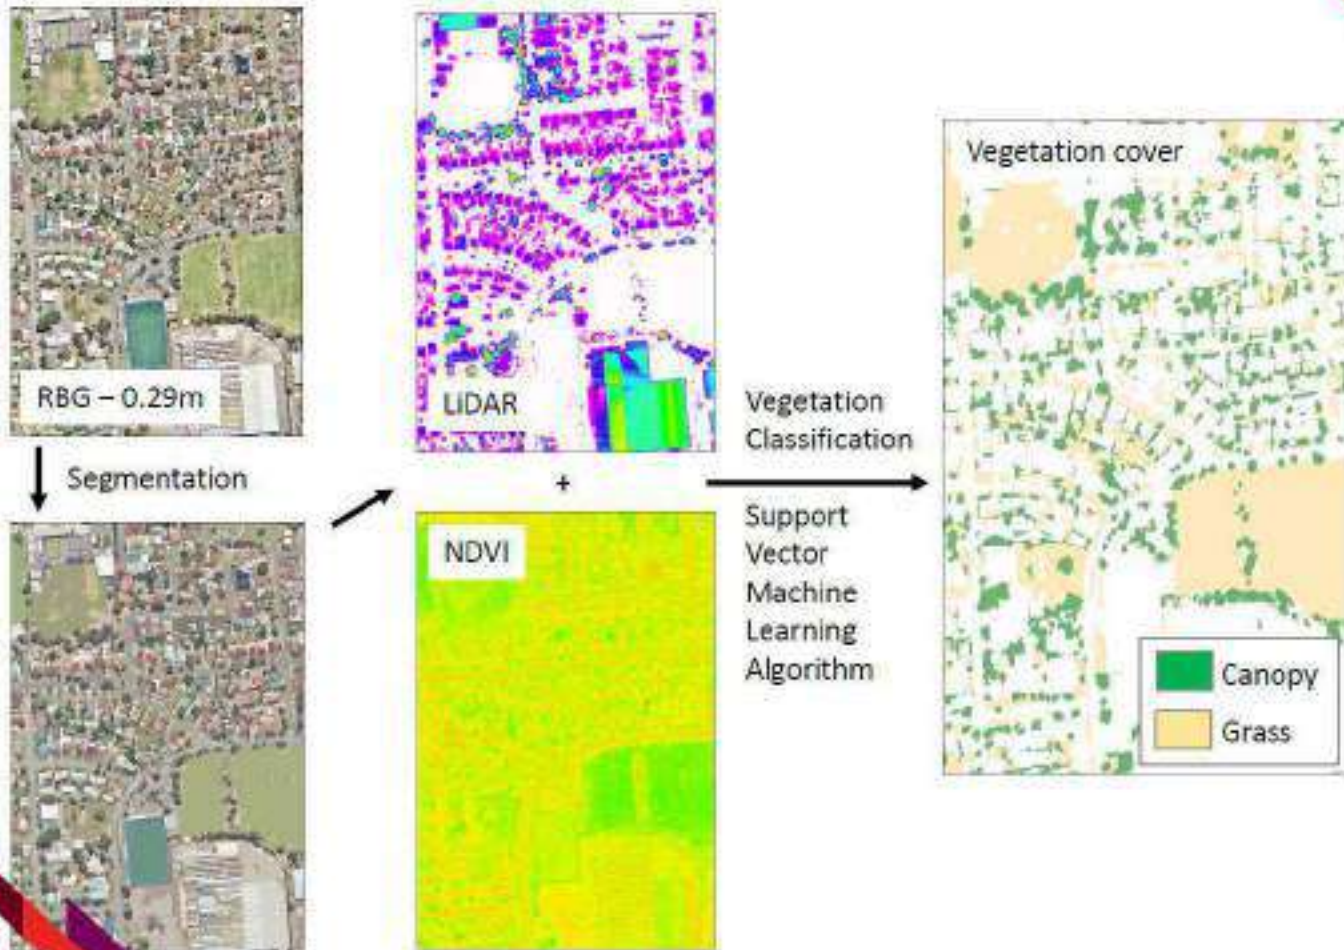 RBG – 0.29m
Segmentation
LIDAR
+
NDVI
Vegetation
Classification
Support
Vector
Machine
Learning
Algorithm
Vegetation cover
Canopy
Grass